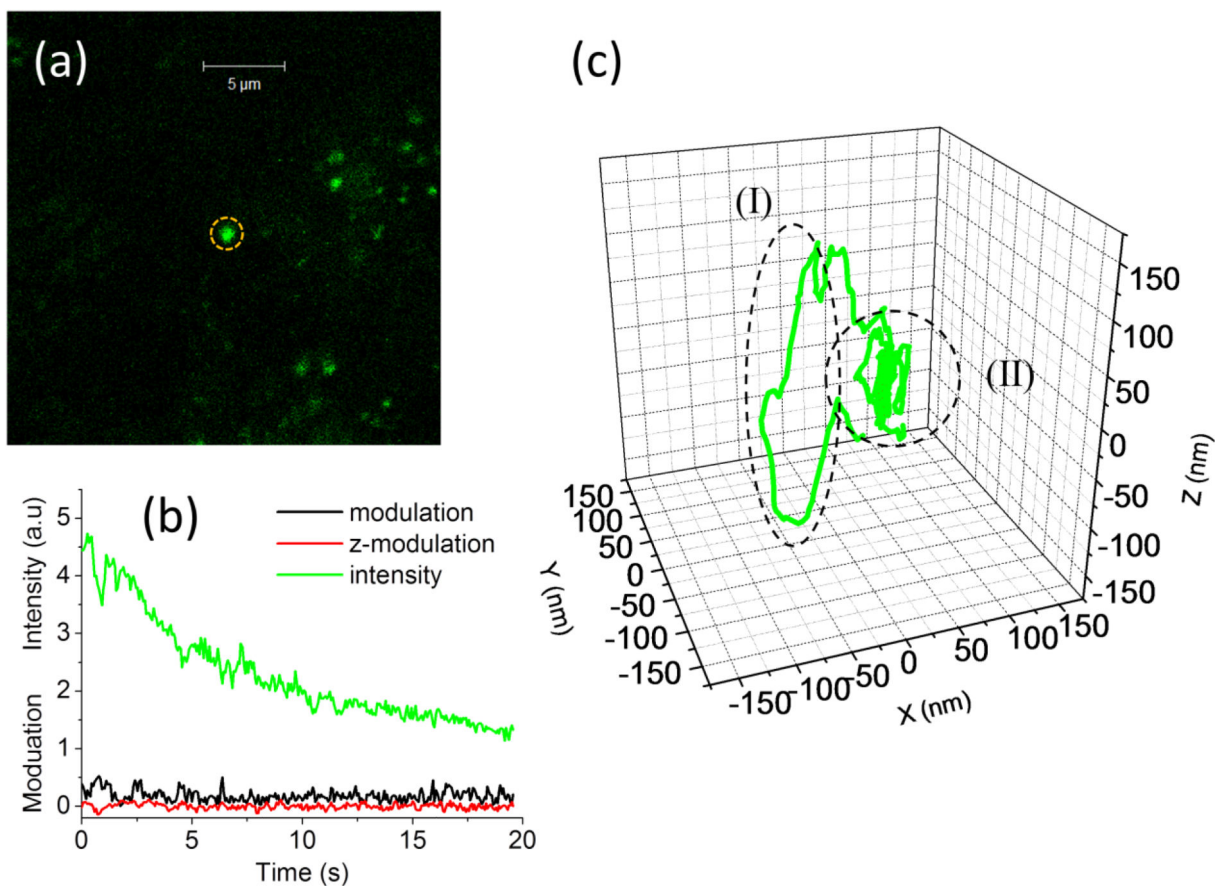 (a)
5 µm
(b)
Intensity (a.u)
Moduation
5
4
3
2
1
0
modulation
z-modulation
intensity
0
5
10
15
20
Time (s)
(c)
(I)
(II)
150
100
50
0
-50
-100
-150
Z (nm)
150
100
50
0
-50
-100
-150
Y (nm)
-150
-100
-50
0
50
100
150
X (nm)